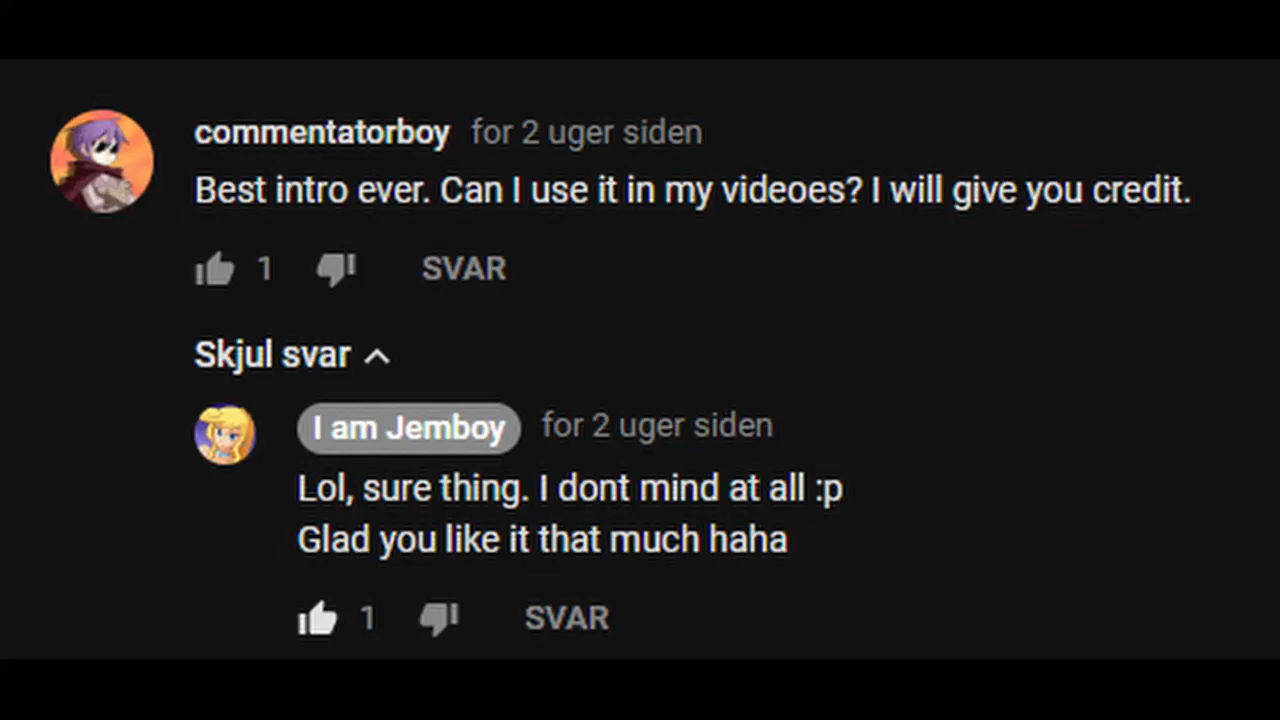 commentatorboy for 2 uger siden
Best intro ever. Can I use it in my videoes? I will give you credit.
1 SVAR
Skjul svar
I am Jemboy for 2 uger siden
Lol, sure thing. I dont mind at all :p
Glad you like it that much haha
1 SVAR